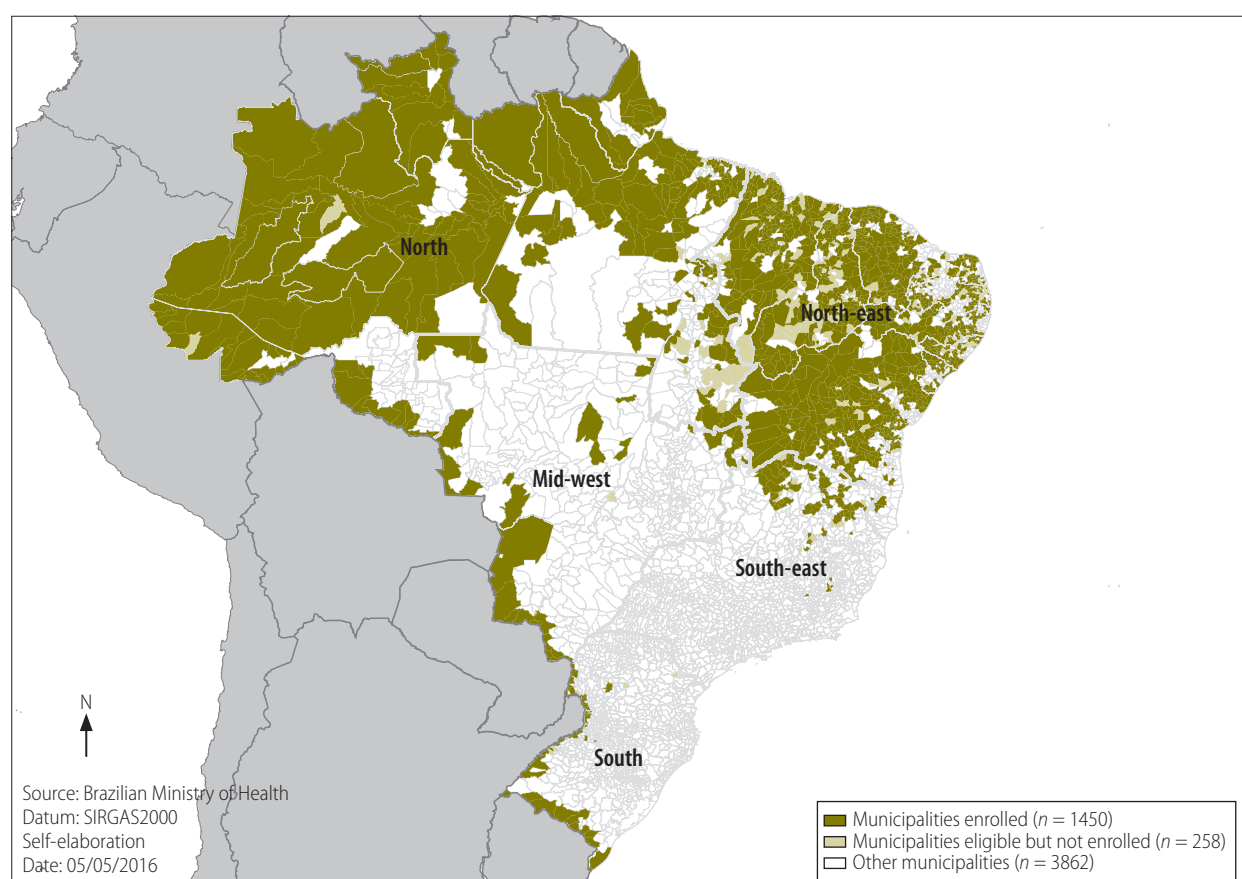 North
North-east
Mid-west
South-east
South
N
Source: Brazilian Ministry of Health
Datum: SIRGAS2000
Self-elaboration
Date: 05/05/2016
Municipalities enrolled (n = 1450)
Municipalities eligible but not enrolled (n = 258)
Other municipalities (n = 3862)